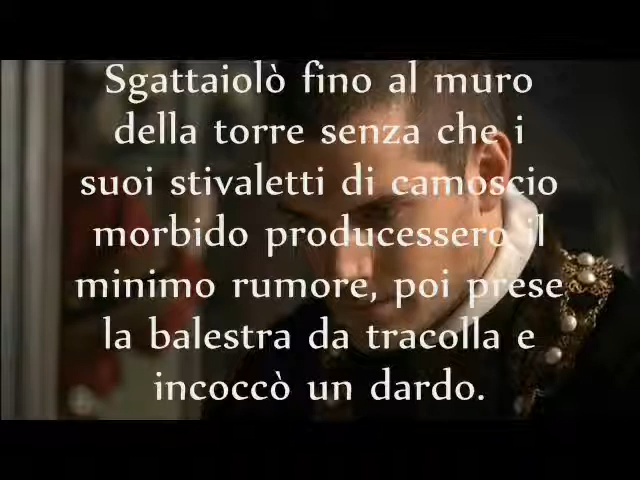 Sgattaiolò fino al muro
della torre senza che i
suoi stivaletti di camoscio
morbido producessero il
minimo rumore, poi prese
la balestra da tracolla e
incoccò un dardo.